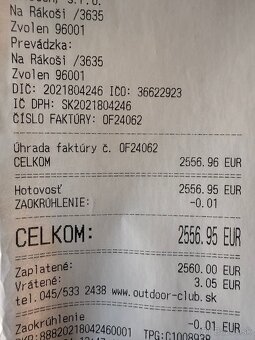 s.r.o.
Na Rákoši /3635
Zvolen 96001
Prevádzka:
Na Rákoši /3635
Zvolen 96001
DIČ: 2021804246 IČO: 36622923
IČ DPH: SK2021804246
ČÍSLO FAKTÚRY: OF24062
Úhrada faktúry č. OF24062
CELKOM 2556.96 EUR
Hotovosť 2556.95 EUR
ZAOKRÚHLENIE: -0.01
CELKOM: 2556.95 EUR
Zaplatené: 2560.00 EUR
Vrátené: 3.05 EUR
tel.045/533 2438 www.outdoor-club.sk
Zaokrúhlenie -0.01 EUR